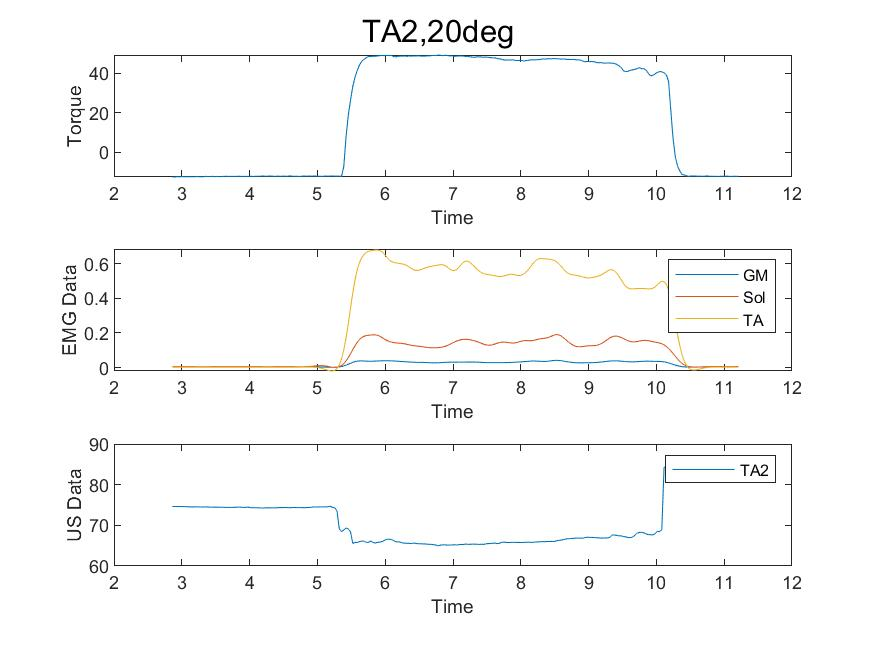 TA2,20deg
Torque
40
20
0
2 3 4 5 6 7 8 9 10 11 12
Time
EMG Data
0.6
0.4
0.2
0
GM
Sol
TA
2 3 4 5 6 7 8 9 10 11 12
Time
US Data
90
80
70
60
TA2
2 3 4 5 6 7 8 9 10 11 12
Time